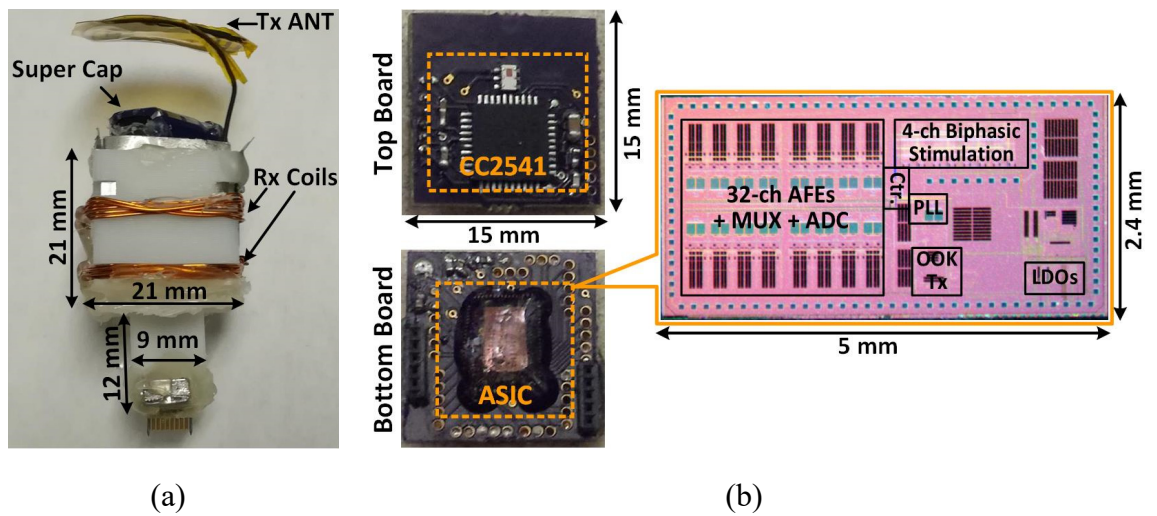 Tx ANT
Super Cap
Rx Coils
21 mm
21 mm
9 mm
12 mm
(a)
Top Board
CC2541
15 mm
15 mm
Bottom Board
ASIC
32-ch AFEs
+ MUX + ADC
4-ch Biphasic
Stimulation
Ctr.
PLL
OOK
Tx
LDOs
2.4 mm
5 mm
(b)